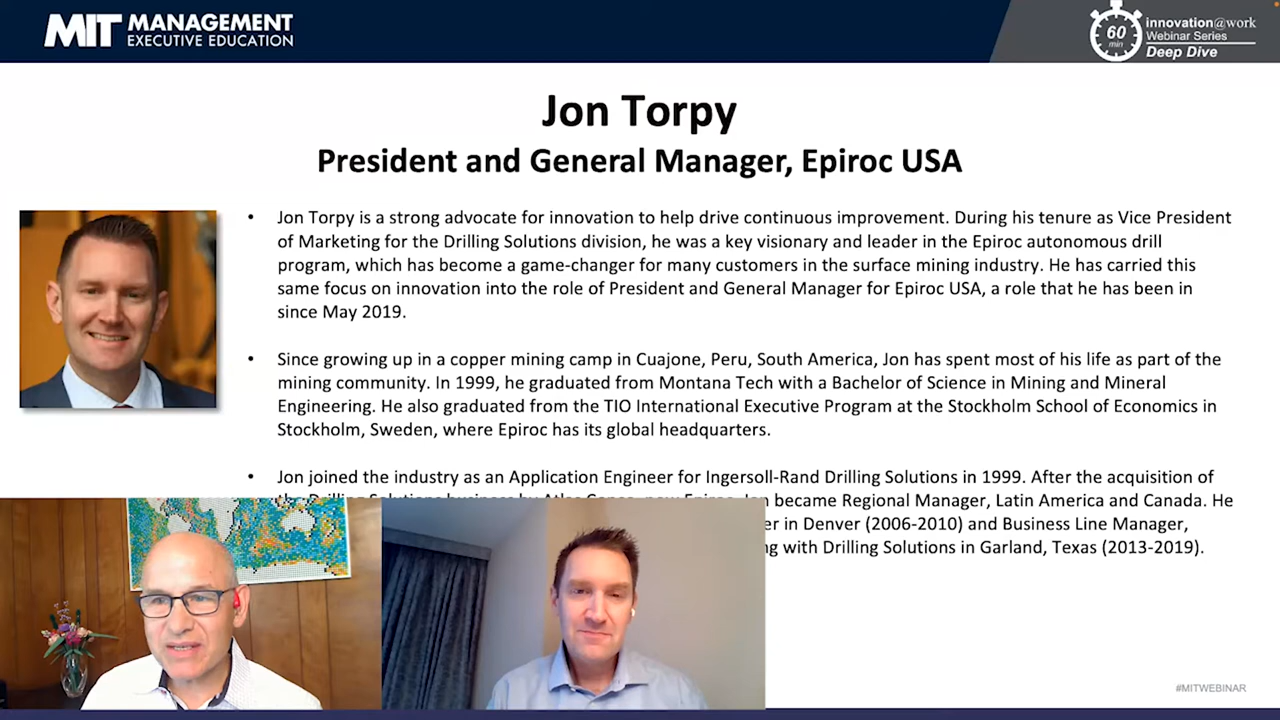 MIT MANAGEMENT
EXECUTIVE EDUCATION
60
min
innovation@work
Webinar Series
Deep Dive
Jon Torpy
President and General Manager, Epiroc USA
• Jon Torpy is a strong advocate for innovation to help drive continuous improvement. During his tenure as Vice President
of Marketing for the Drilling Solutions division, he was a key visionary and leader in the Epiroc autonomous drill
program, which has become a game-changer for many customers in the surface mining industry. He has carried this
same focus on innovation into the role of President and General Manager for Epiroc USA, a role that he has been in
since May 2019.
• Since growing up in a copper mining camp in Cuajone, Peru, South America, Jon has spent most of his life as part of the
mining community. In 1999, he graduated from Montana Tech with a Bachelor of Science in Mining and Mineral
Engineering. He also graduated from the TIO International Executive Program at the Stockholm School of Economics in
Stockholm, Sweden, where Epiroc has its global headquarters.
• Jon joined the industry as an Application Engineer for Ingersoll-Rand Drilling Solutions in 1999. After the acquisition of
became Regional Manager, Latin America and Canada. He
er in Denver (2006-2010) and Business Line Manager,
ng with Drilling Solutions in Garland, Texas (2013-2019).
#MITWEBINAR